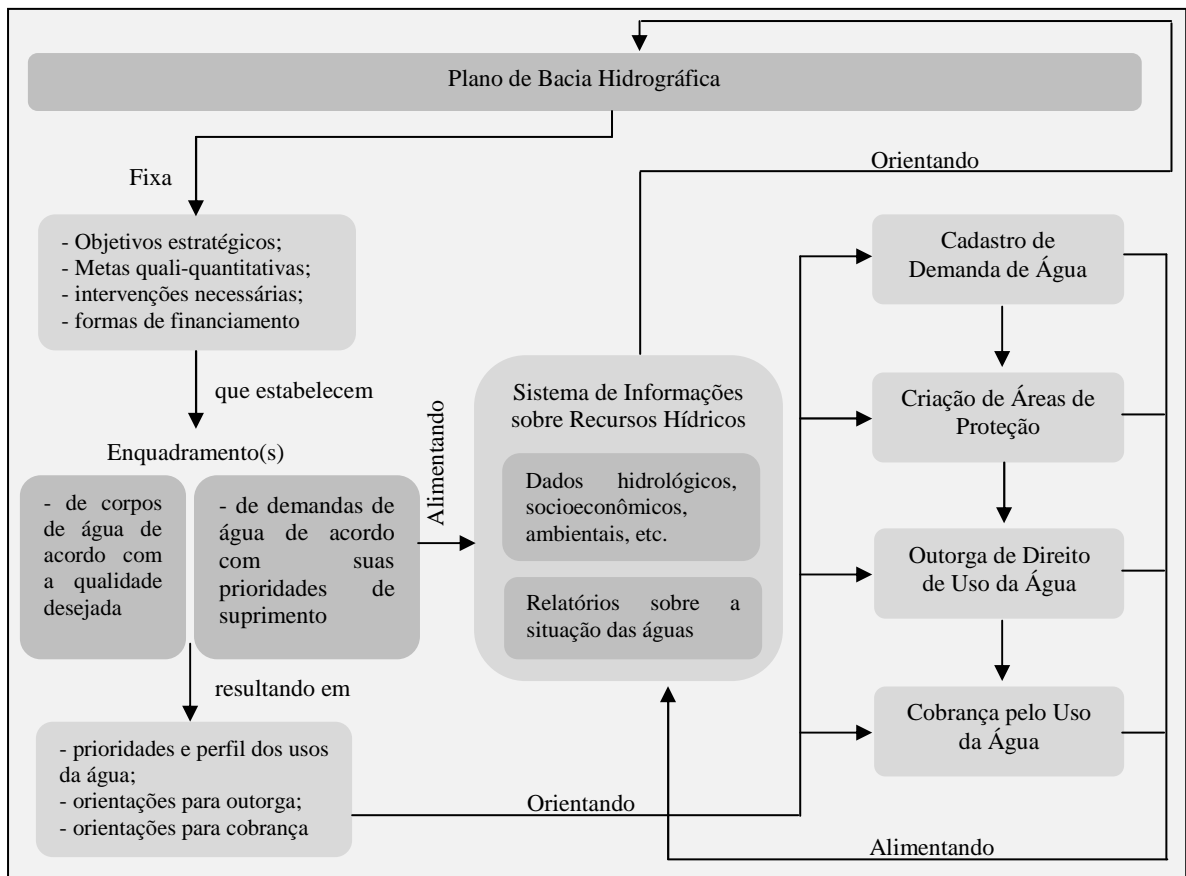 Plano de Bacia Hidrográfica
Orientando
Fixa
- Objetivos estratégicos;
- Metas quali-quantitativas;
- intervenções necessárias;
- formas de financiamento
que estabelecem
Enquadramento(s)
- de corpos
de água de
acordo com
a qualidade
desejada
- de demandas de
água de acordo
com suas
prioridades de
suprimento
Alimentando
Sistema de Informações
sobre Recursos Hídricos
Dados hidrológicos,
socioeconômicos,
ambientais, etc.
Relatórios sobre a
situação das águas
resultando em
- prioridades e perfil dos usos
da água;
- orientações para outorga;
- orientações para cobrança
Orientando
Cadastro de
Demanda de Água
Criação de Áreas de
Proteção
Outorga de Direito
de Uso da Água
Cobrança pelo Uso
da Água
Alimentando